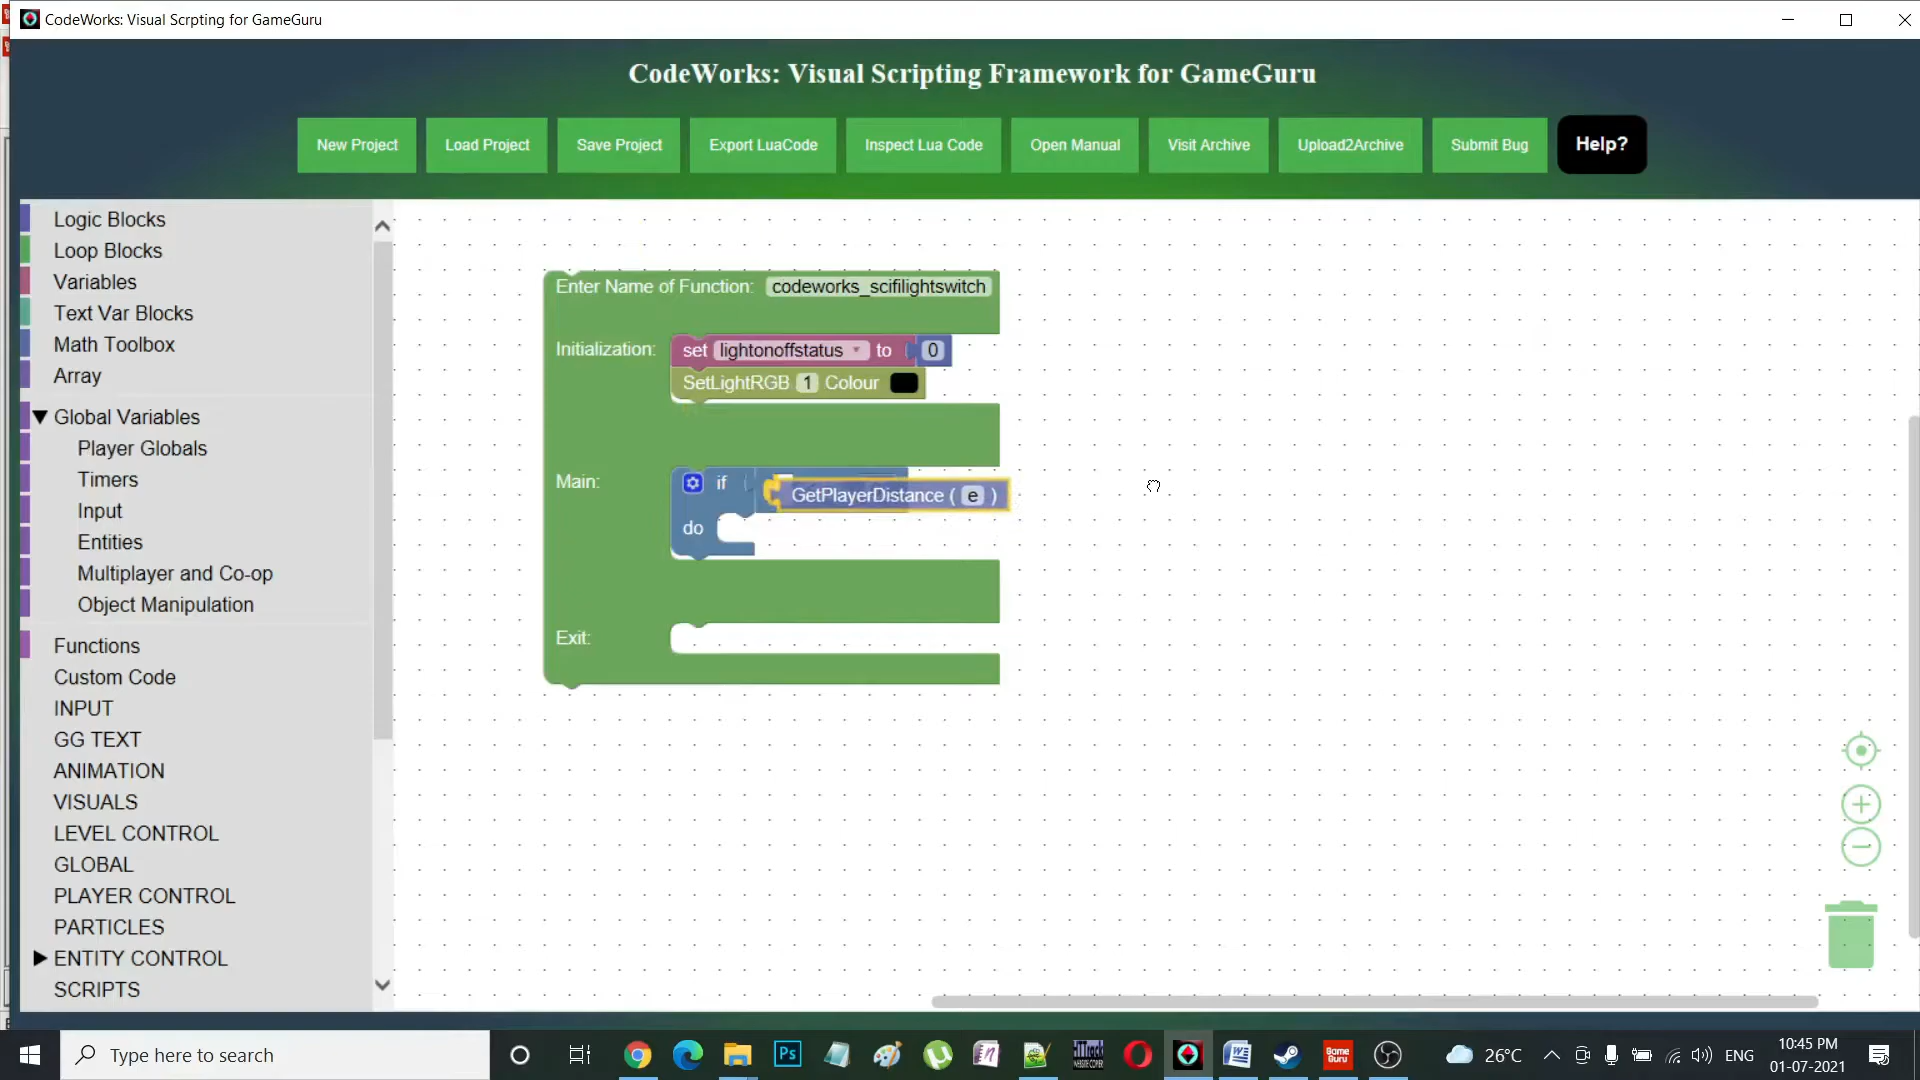 CodeWorks: Visual Scrpting for GameGuru
CodeWorks: Visual Scripting Framework for GameGuru
New Project
Load Project
Save Project
Export LuaCode
Inspect Lua Code
Open Manual
Visit Archive
Upload2Archive
Submit Bug
Help?
Logic Blocks
Loop Blocks
Variables
Text Var Blocks
Math Toolbox
Array
Global Variables
Player Globals
Timers
Input
Entities
Multiplayer and Co-op
Object Manipulation
Functions
Custom Code
INPUT
GG TEXT
ANIMATION
VISUALS
LEVEL CONTROL
GLOBAL
PLAYER CONTROL
PARTICLES
ENTITY CONTROL
SCRIPTS
Enter Name of Function: codeworks_scifilightswitch
Initialization: set lightonoffstatus to 0
SetLightRGB 1 Colour
Main: if GetPlayerDistance ( e )
do
Exit:
Type here to search
Ps
GameGuru
26°C
ENG
10:45 PM
01-07-2021